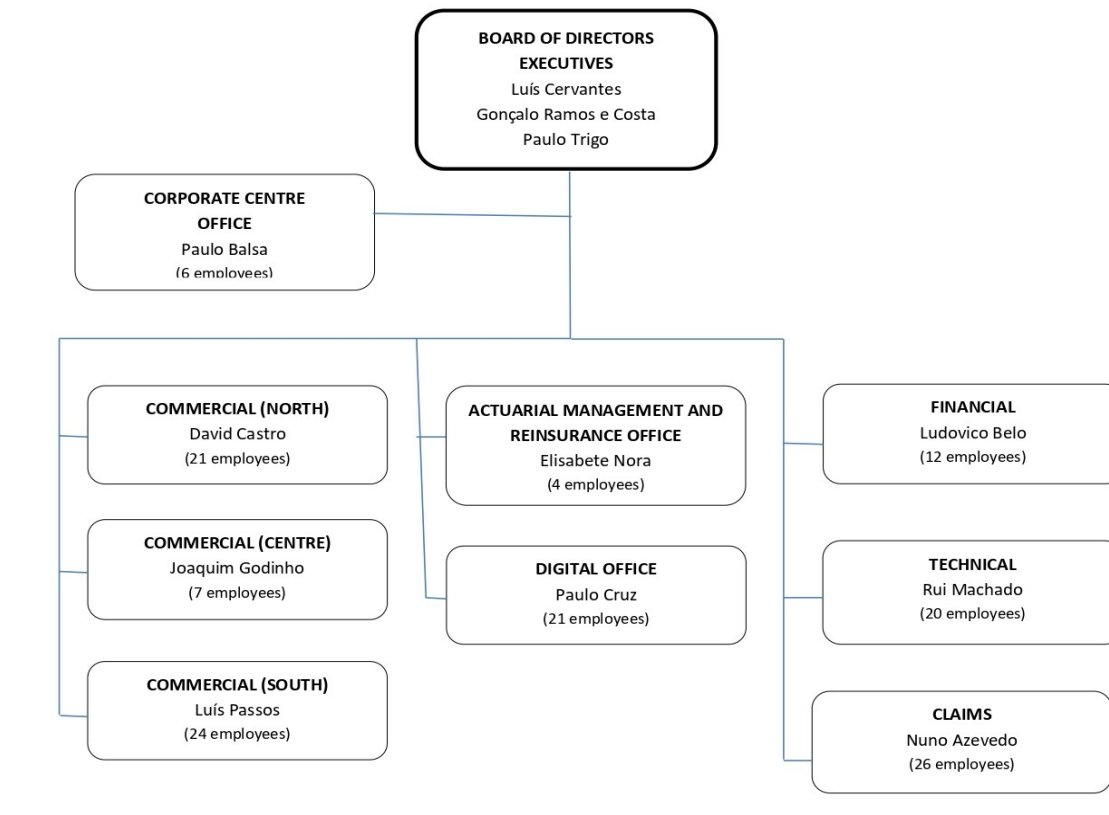 BOARD OF DIRECTORS
EXECUTIVES
Luís Cervantes
Gonçalo Ramos e Costa
Paulo Trigo
CORPORATE CENTRE
OFFICE
Paulo Balsa
(6 employees)
COMMERCIAL (NORTH)
David Castro
(21 employees)
COMMERCIAL (CENTRE)
Joaquim Godinho
(7 employees)
COMMERCIAL (SOUTH)
Luís Passos
(24 employees)
ACTUARIAL MANAGEMENT AND
REINSURANCE OFFICE
Elisabete Nora
(4 employees)
DIGITAL OFFICE
Paulo Cruz
(21 employees)
FINANCIAL
Ludovico Belo
(12 employees)
TECHNICAL
Rui Machado
(20 employees)
CLAIMS
Nuno Azevedo
(26 employees)